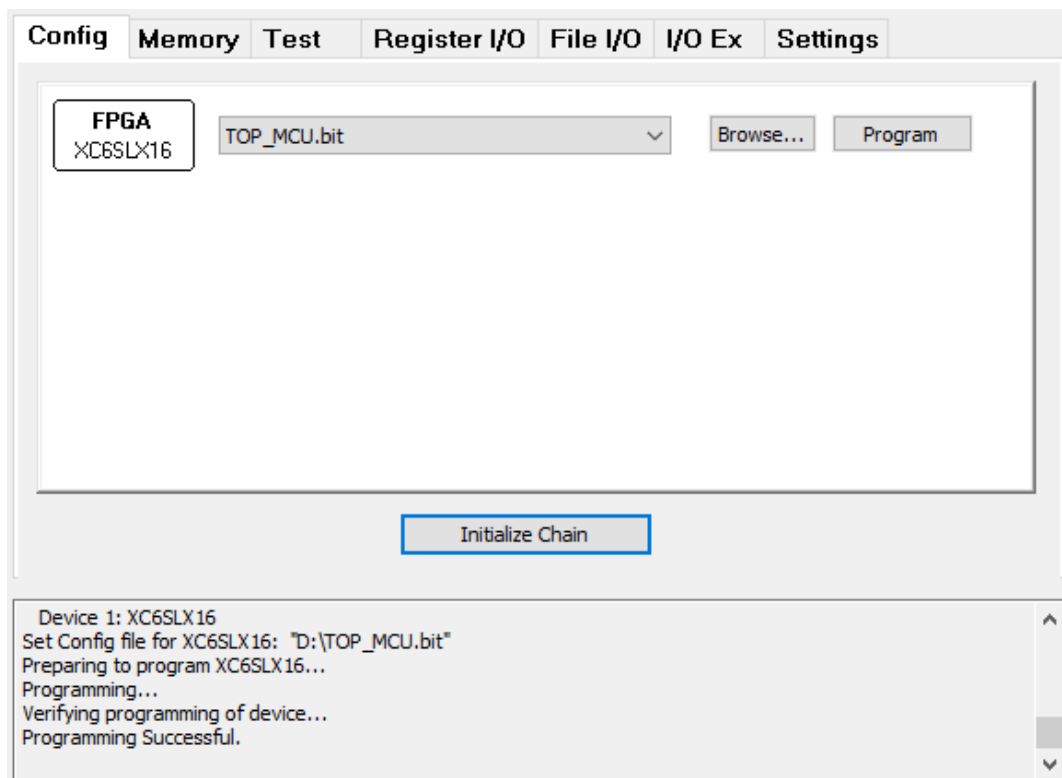 Config Memory Test Register I/O File I/O I/O Ex Settings
FPGA
XC6SLX16
TOP_MCU.bit Browse... Program
Initialize Chain
Device 1: XC6SLX16
Set Config file for XC6SLX16: "D:\TOP_MCU.bit"
Preparing to program XC6SLX16...
Programming...
Verifying programming of device...
Programming Successful.